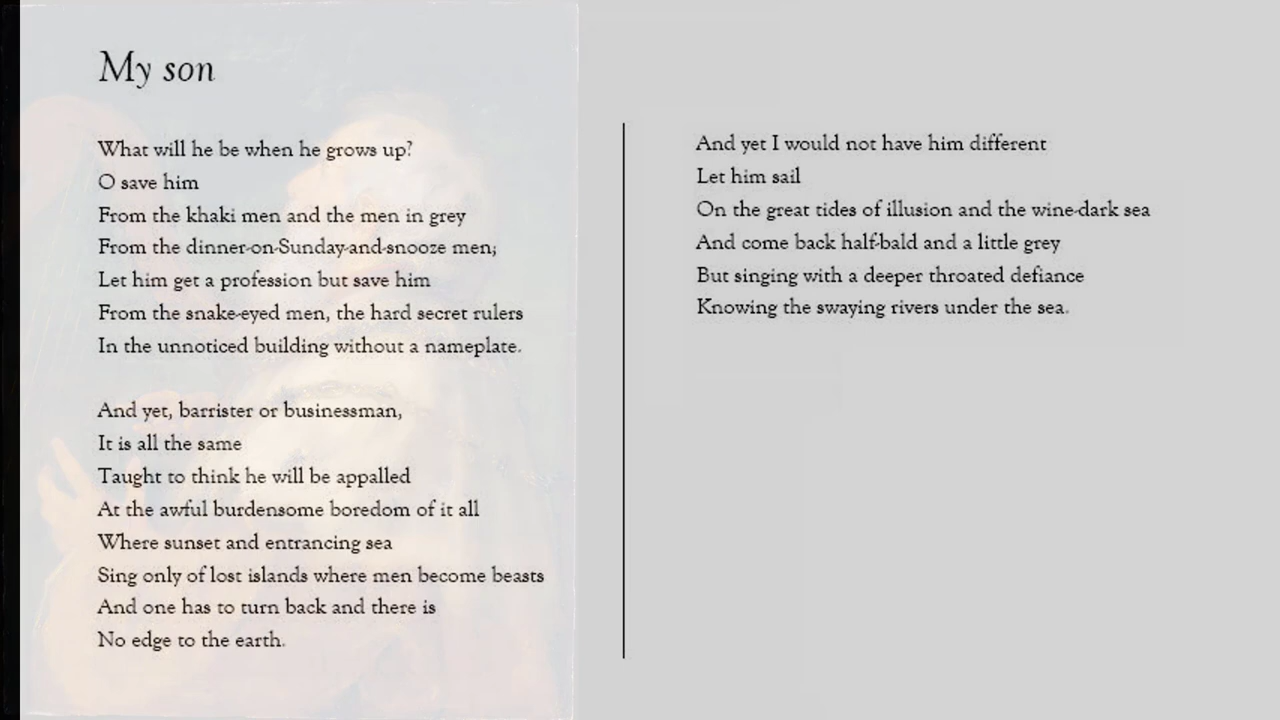 My son
What will he be when he grows up?
O save him
From the khaki men and the men in grey
From the dinner-on-Sunday-and-snooze men;
Let him get a profession but save him
From the snake-eyed men, the hard secret rulers
In the unnoticed building without a nameplate.
And yet, barrister or businessman,
It is all the same
Taught to think he will be appalled
At the awful burdensome boredom of it all
Where sunset and entrancing sea
Sing only of lost islands where men become beasts
And one has to turn back and there is
No edge to the earth.
And yet I would not have him different
Let him sail
On the great tides of illusion and the wine-dark sea
And come back half-bald and a little grey
But singing with a deeper throated defiance
Knowing the swaying rivers under the sea.